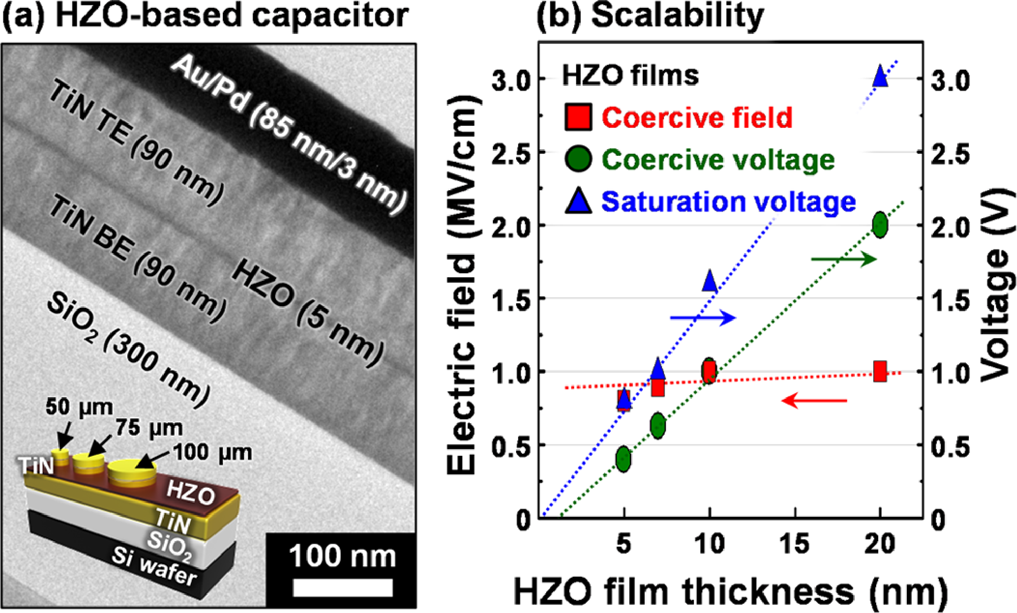 (a) HZO-based capacitor
Au/Pd (85 nm/3 nm)
TiN TE (90 nm)
TiN BE (90 nm)
HZO (5 nm)
SiO₂ (300 nm)
50 μm
75 μm
100 μm
TiN
HZO
TiN
SiO₂
Si wafer
100 nm
(b) Scalability
HZO films
Coercive field
Coercive voltage
Saturation voltage
Electric field (MV/cm)
3.0
2.5
2.0
1.5
1.0
0.5
0
Voltage (V)
3.0
2.5
2.0
1.5
1.0
0.5
0
5 10 15 20
HZO film thickness (nm)